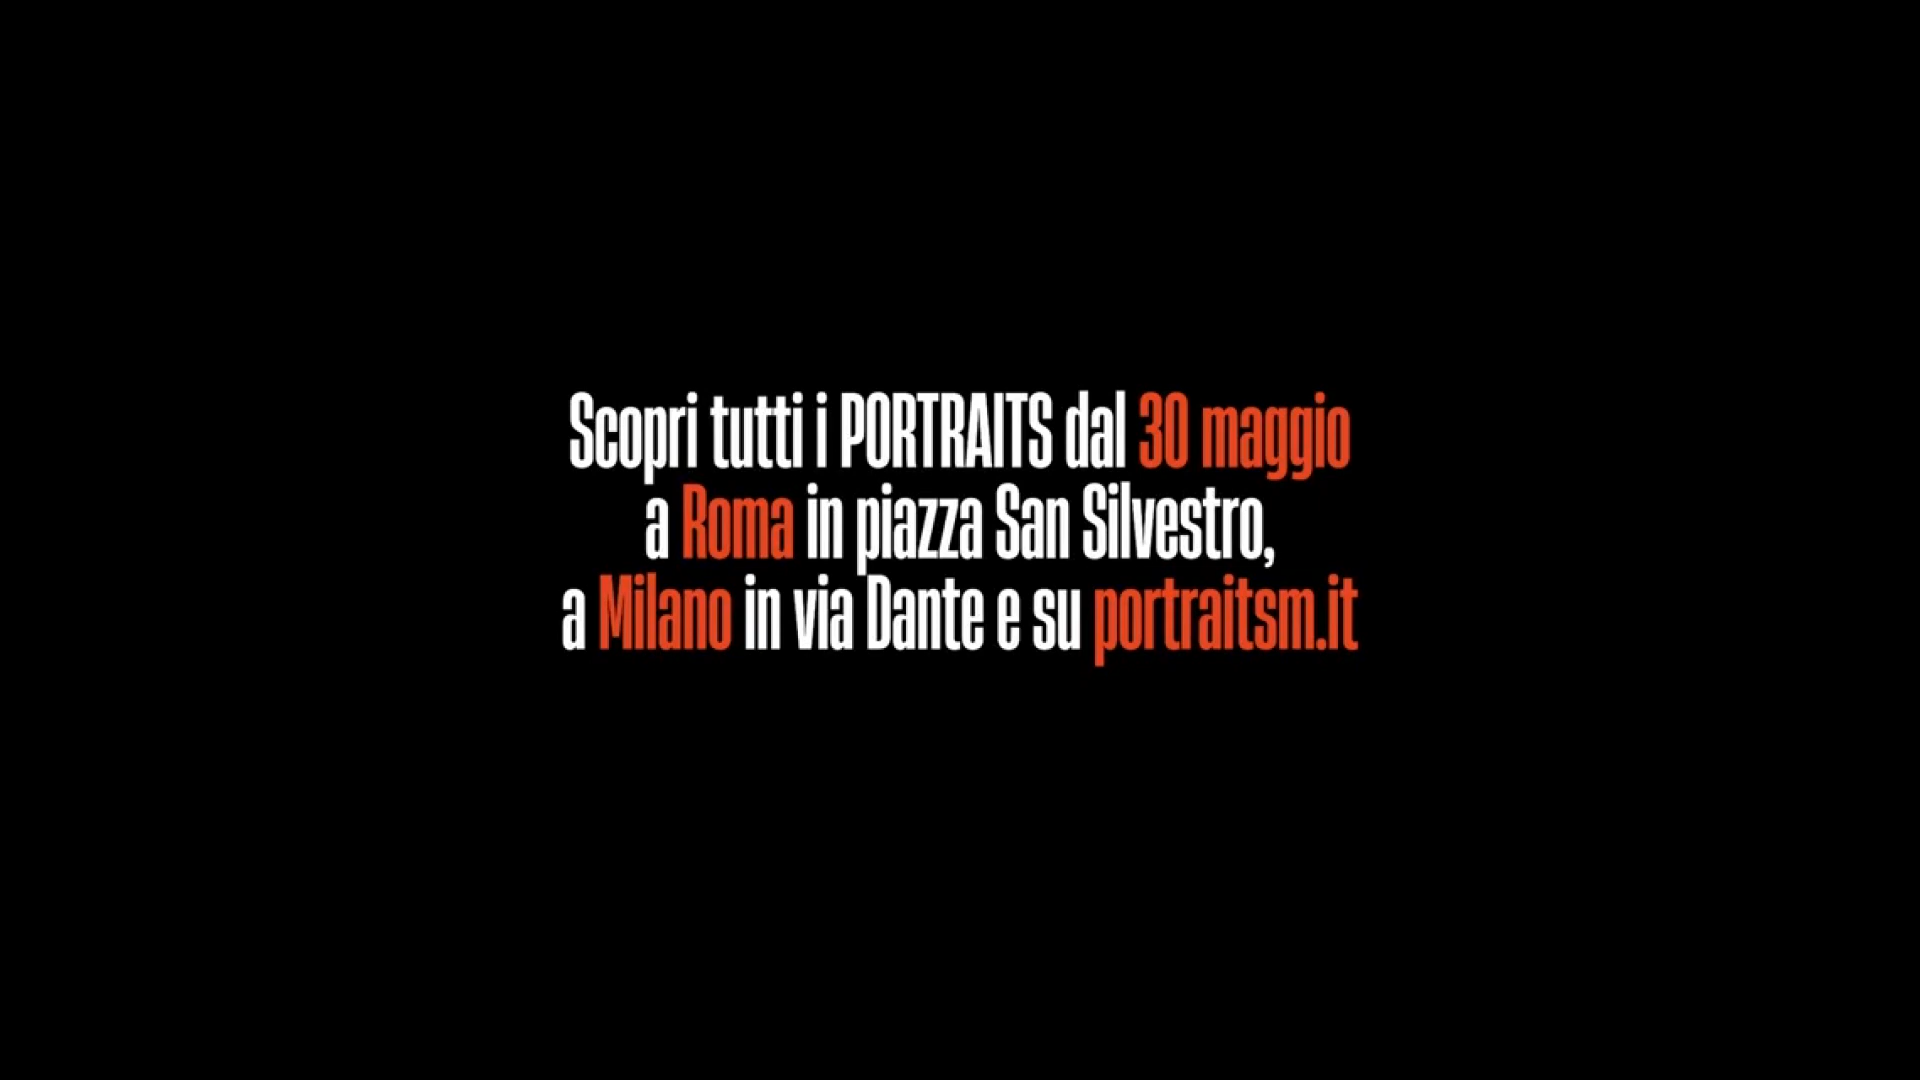 Scopri tutti i PORTRAITS dal 30 maggio
a Roma in piazza San Silvestro,
a Milano in via Dante e su portraitsm.it